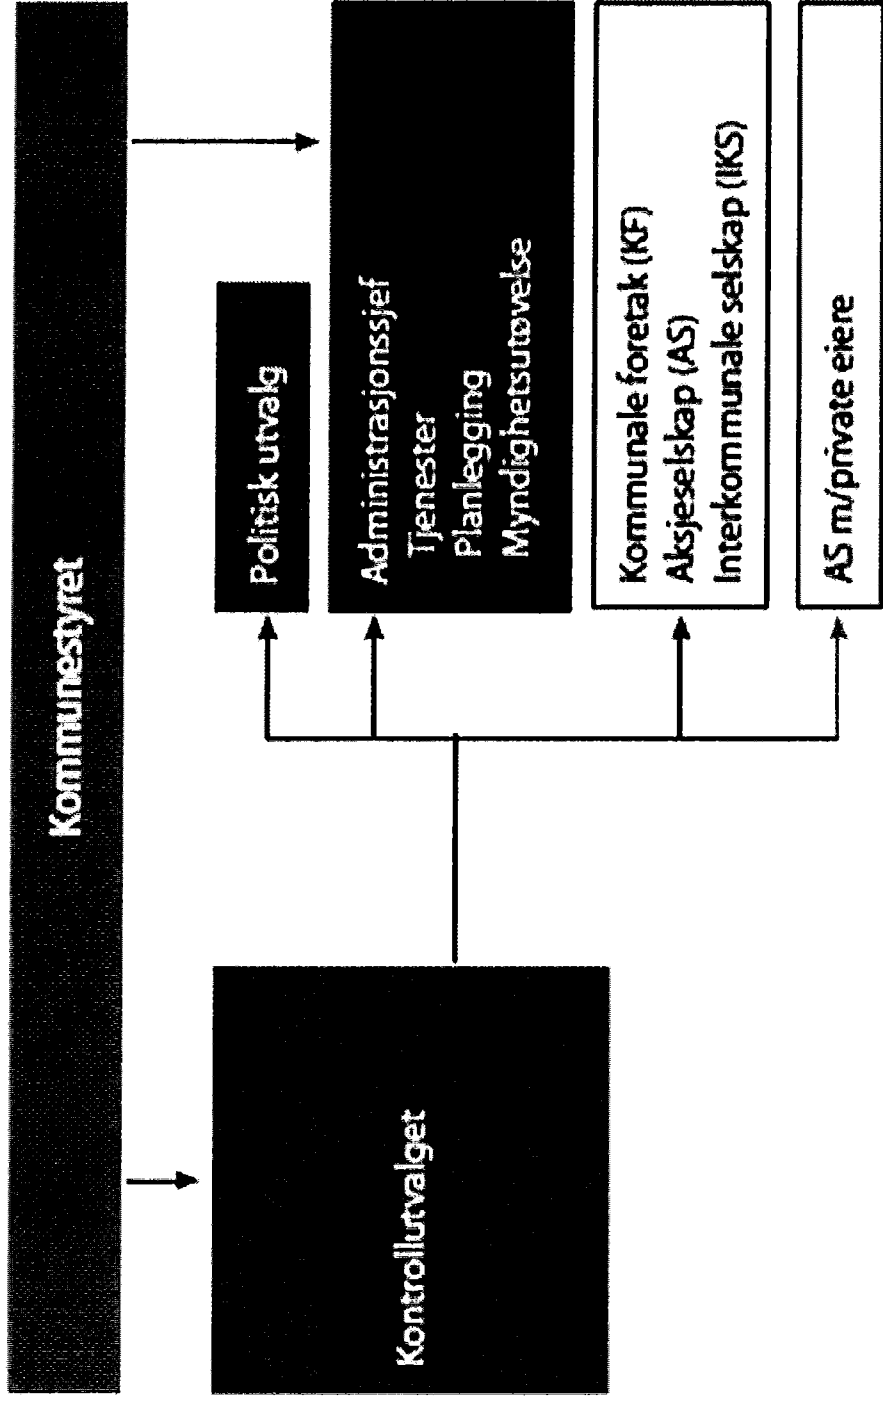 Kommunestyret
Kontrollutvalget
Politisk utvalg
Administrasjonssjef
Tjenester
Planlegging
Myndighetsutøvelse
Kommunale foretak (KF)
Aksjeselskap (AS)
Interkommunale selskap (IKS)
AS m/private eiere